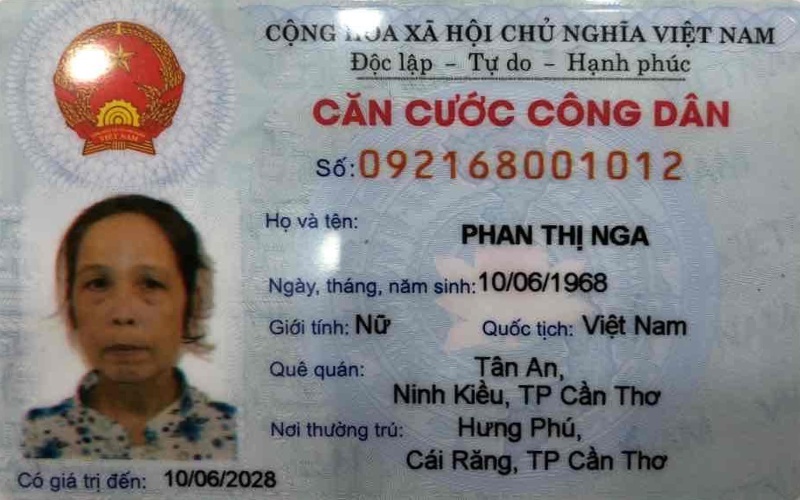 CỘNG HÒA XÃ HỘI CHỦ NGHĨA VIỆT NAM
Độc lập - Tự do - Hạnh phúc
CĂN CƯỚC CÔNG DÂN
Số: 092168001012
Họ và tên:
PHAN THỊ NGA
Ngày, tháng, năm sinh: 10/06/1968
Giới tính: Nữ Quốc tịch: Việt Nam
Quê quán: Tân An,
Ninh Kiều, TP Cần Thơ
Nơi thường trú: Hưng Phú,
Cái Răng, TP Cần Thơ
Có giá trị đến: 10/06/2028
VIỆT NAM